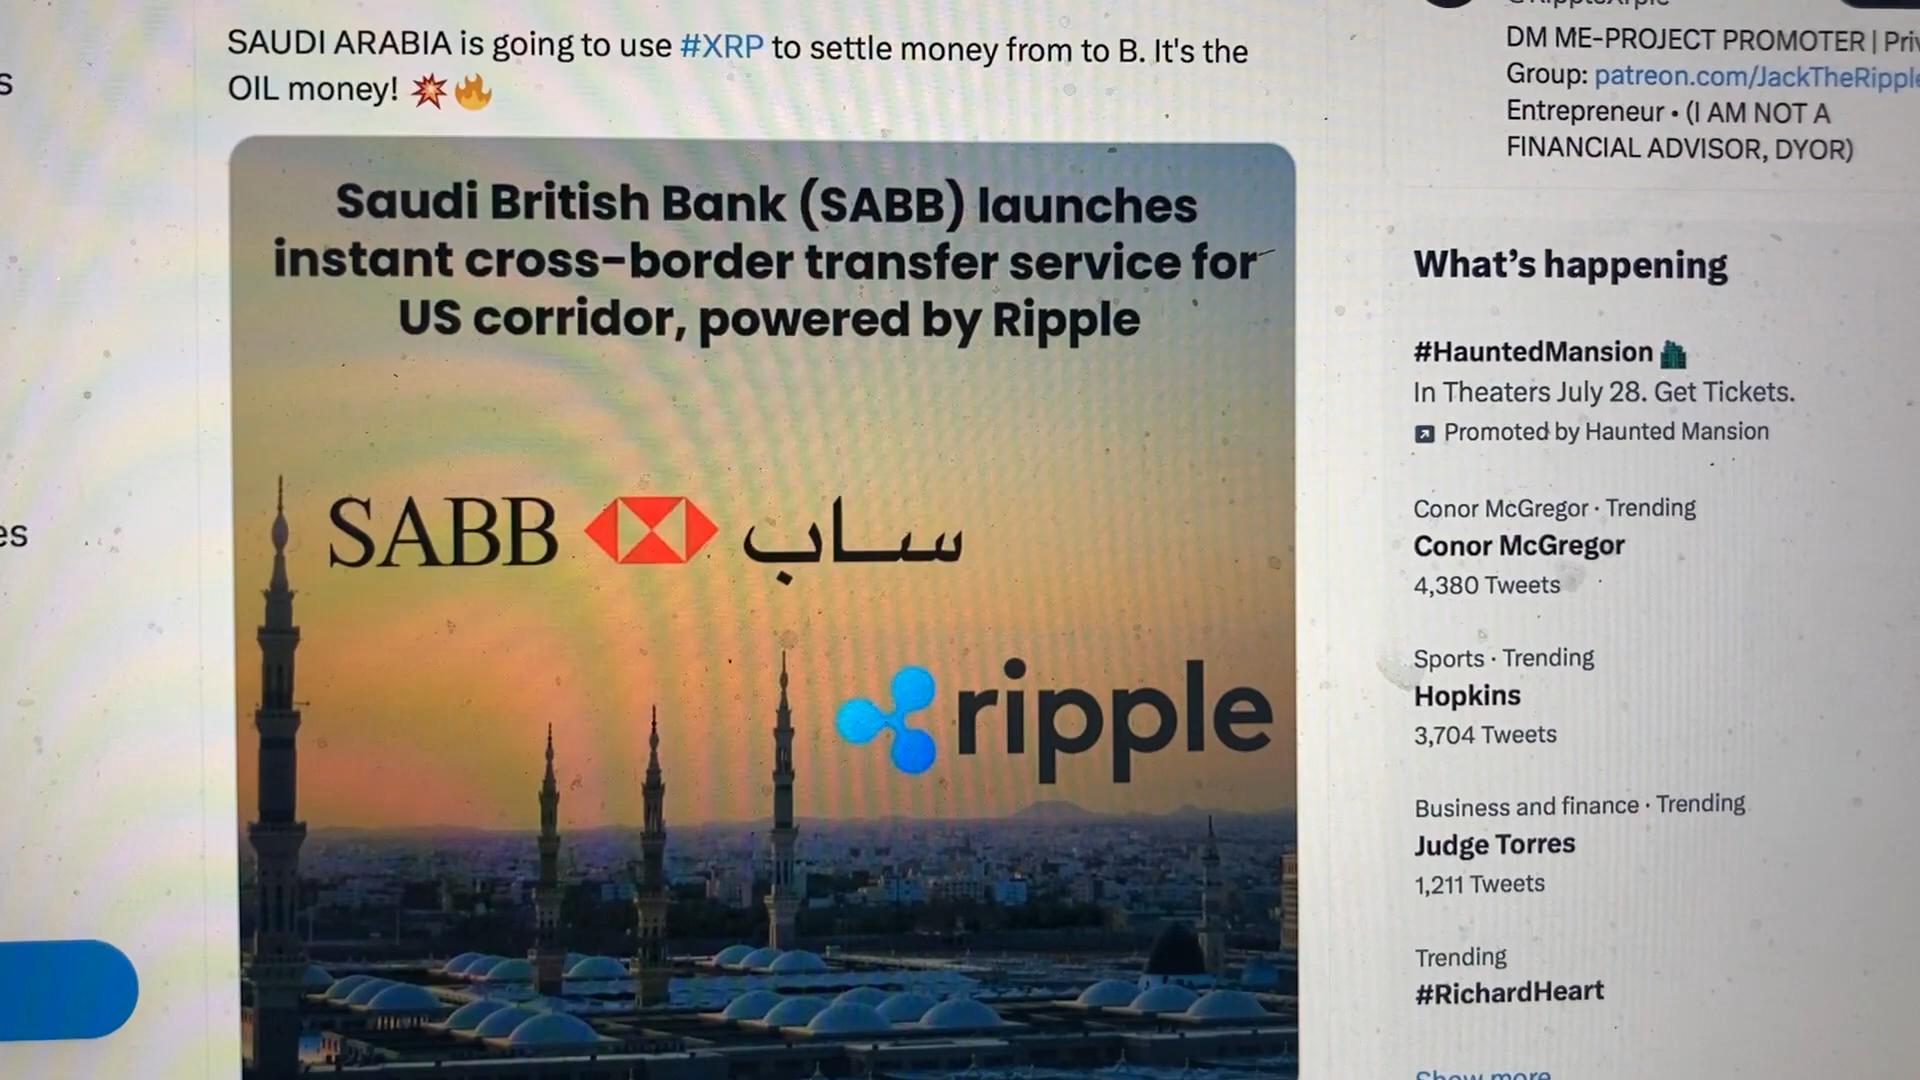 SAUDI ARABIA is going to use #XRP to settle money from to B. It's the
OIL money! 💥🔥
Saudi British Bank (SABB) launches
instant cross-border transfer service for
US corridor, powered by Ripple
SABB ساب
ripple
es
DM ME-PROJECT PROMOTER | Priv
Group: patreon.com/JackTheRipple
Entrepreneur • (I AM NOT A
FINANCIAL ADVISOR, DYOR)
What's happening
#HauntedMansion
In Theaters July 28. Get Tickets.
Promoted by Haunted Mansion
Conor McGregor · Trending
Conor McGregor
4,380 Tweets
Sports · Trending
Hopkins
3,704 Tweets
Business and finance · Trending
Judge Torres
1,211 Tweets
Trending
#RichardHeart
Show more